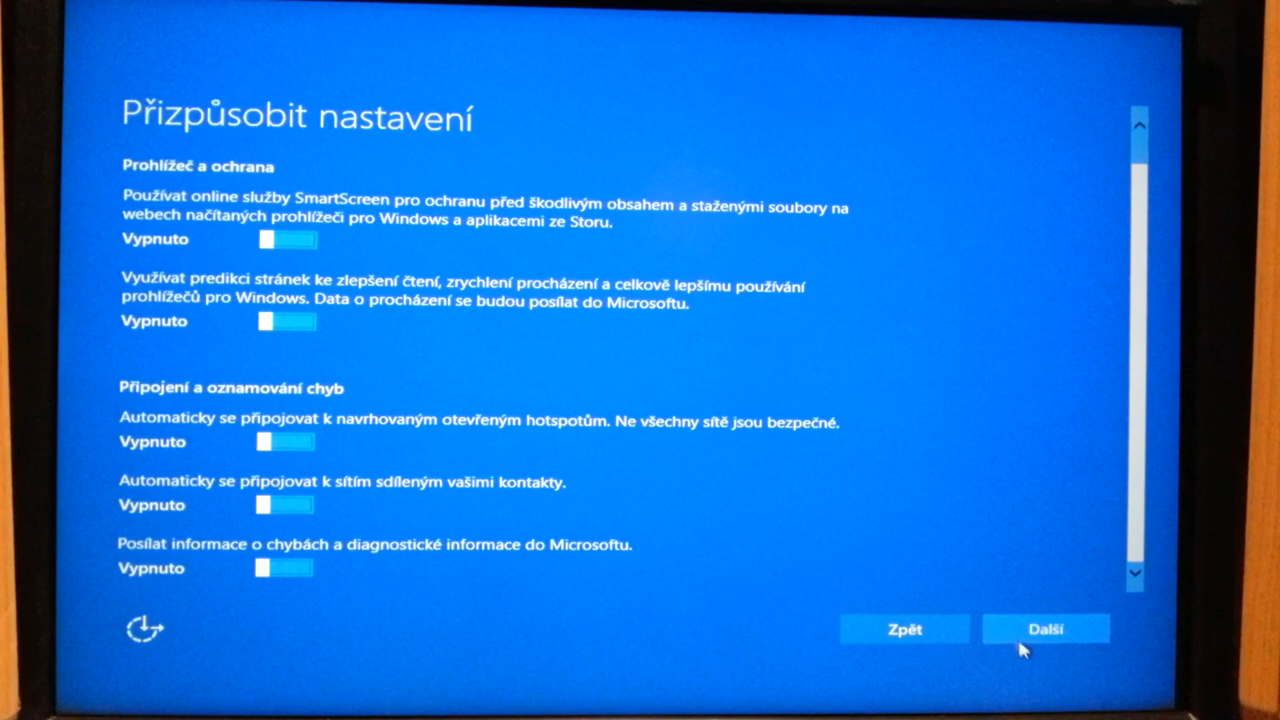 Přizpůsobit nastavení
Prohlížeč a ochrana
Používat online služby SmartScreen pro ochranu před škodlivým obsahem a staženými soubory na
webech načítaných prohlížeči pro Windows a aplikacemi ze Storu.
Vypnuto
Využívat predikci stránek ke zlepšení čtení, zrychlení procházení a celkově lepšímu používání
prohlížečů pro Windows. Data o procházení se budou posílat do Microsoftu.
Vypnuto
Připojení a oznamování chyb
Automaticky se připojovat k navrhovaným otevřeným hotspotům. Ne všechny sítě jsou bezpečné.
Vypnuto
Automaticky se připojovat k sítím sdíleným vašimi kontakty.
Vypnuto
Posílat informace o chybách a diagnostické informace do Microsoftu.
Vypnuto
Zpět
Další